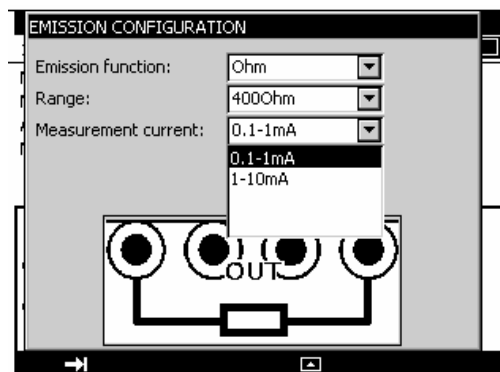 EMISSION CONFIGURATION
Emission function: Ohm
Range: 400Ohm
Measurement current: 0.1-1mA
0.1-1mA
1-10mA
OUT